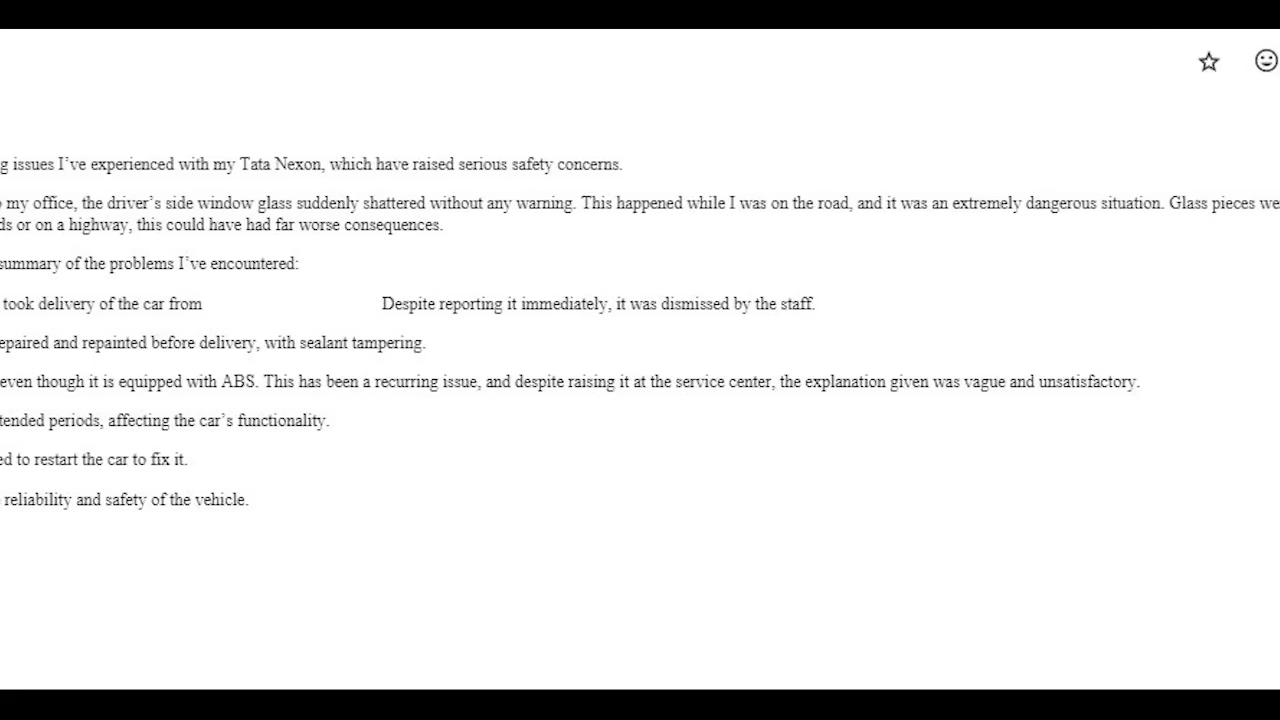 g issues I've experienced with my Tata Nexon, which have raised serious safety concerns.
my office, the driver's side window glass suddenly shattered without any warning. This happened while I was on the road, and it was an extremely dangerous situation. Glass pieces we
ds or on a highway, this could have had far worse consequences.
summary of the problems I've encountered:
took delivery of the car from Despite reporting it immediately, it was dismissed by the staff.
epaired and repainted before delivery, with sealant tampering.
even though it is equipped with ABS. This has been a recurring issue, and despite raising it at the service center, the explanation given was vague and unsatisfactory.
tended periods, affecting the car's functionality.
ed to restart the car to fix it.
reliability and safety of the vehicle.